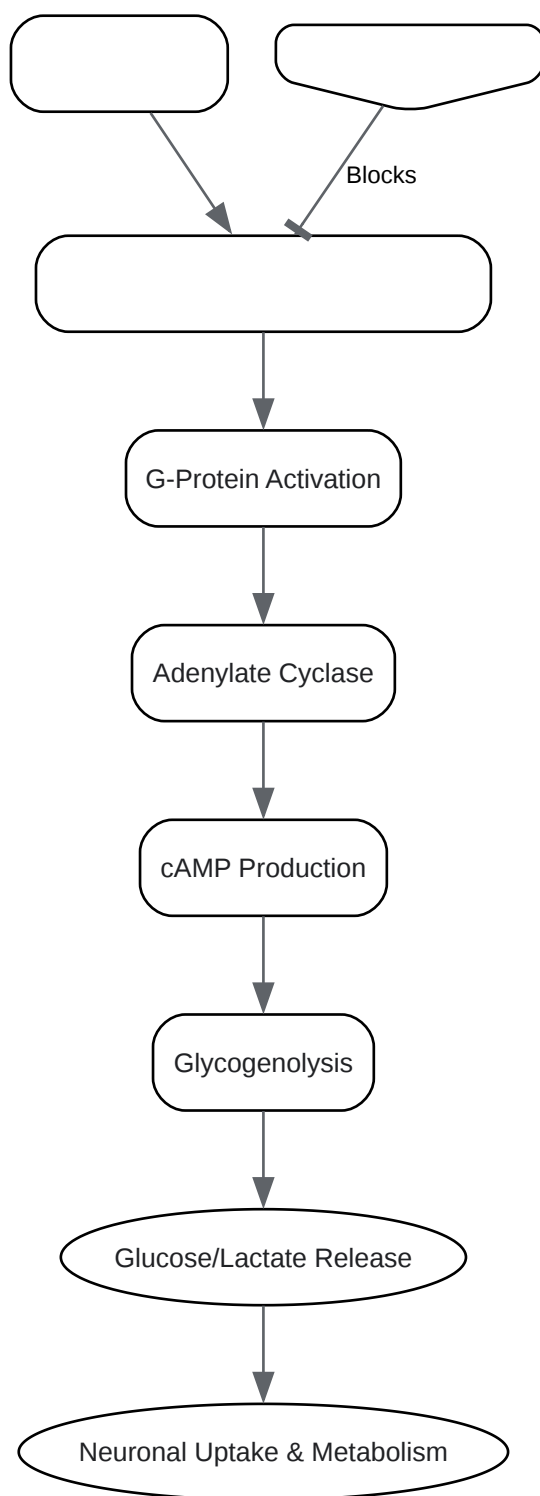 Blocks
G-Protein Activation
Adenylate Cyclase
cAMP Production
Glycogenolysis
Glucose/Lactate Release
Neuronal Uptake & Metabolism